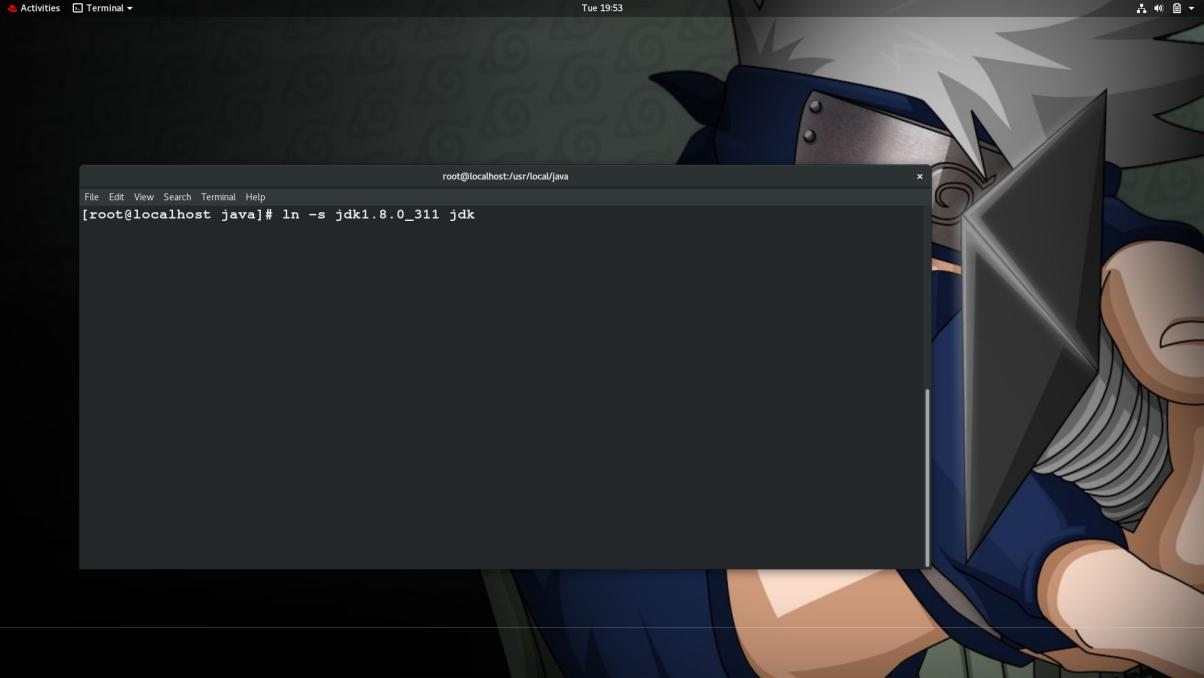 Activities Terminal Tue 19:53
root@localhost:/usr/local/java ×
File Edit View Search Terminal Help
[root@localhost java]# ln -s jdk1.8.0_311 jdk